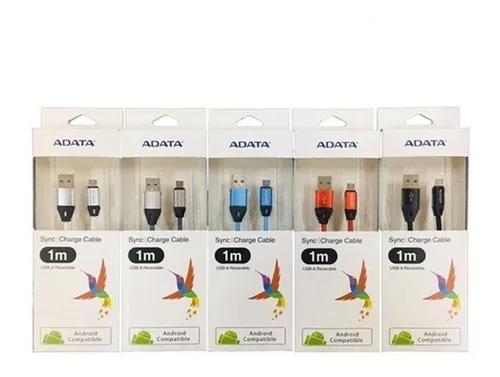 ADATA
Sync | Charge Cable
1m
USB-A Reversible
Android
Compatible
ADATA
Sync | Charge Cable
1m
USB-A Reversible
Android
Compatible
ADATA
Sync | Charge Cable
1m
USB-A Reversible
Android
Compatible
ADATA
Sync | Charge Cable
1m
USB-A Reversible
Android
Compatible
ADATA
Sync | Charge Cable
1m
USB-A Reversible
Android
Compatible